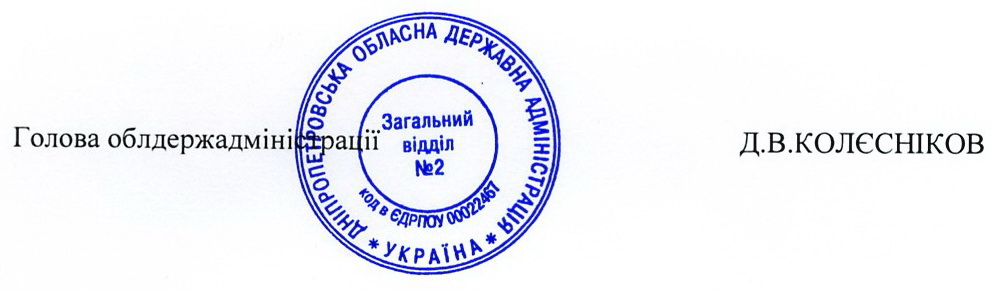 Голова облдержадміністрації
Д.В.КОЛЄСНІКОВ
ДНІПРОПЕТРОВСЬКА ОБЛАСНА ДЕРЖАВНА АДМІНІСТРАЦІЯ
* УКРАЇНА *
Загальний
відділ
№2
код в ЄДРПОУ 00022467